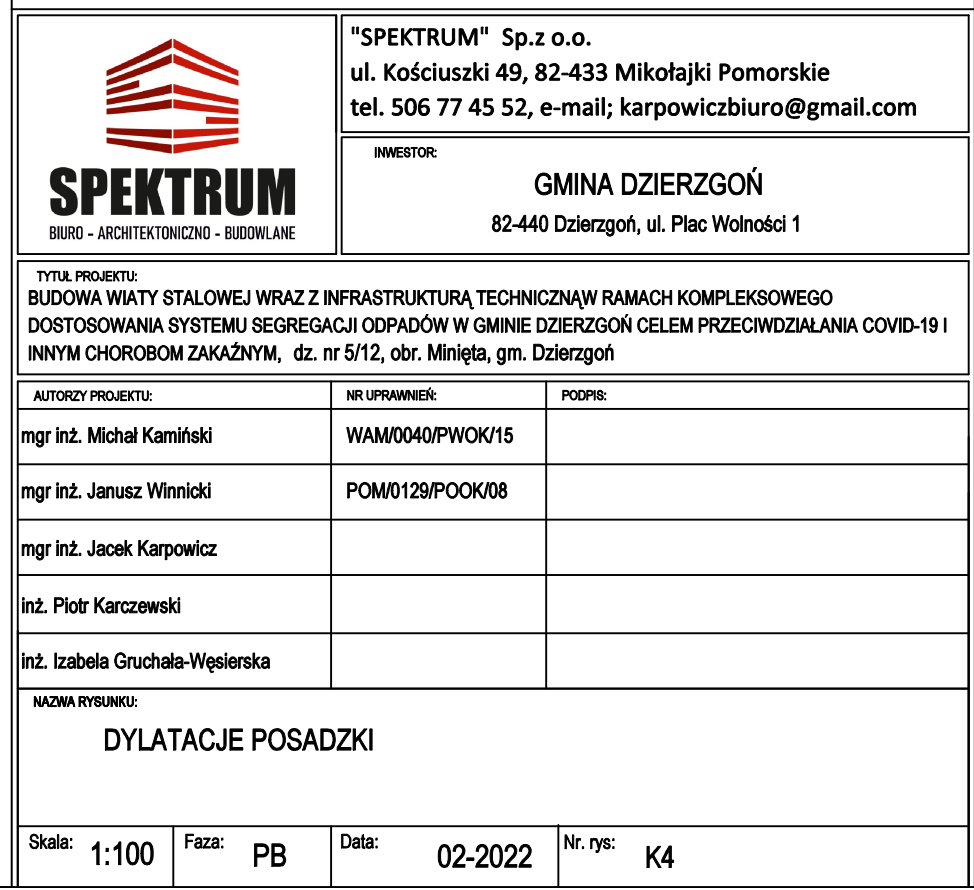 SPEKTRUM
BIURO - ARCHITEKTONICZNO - BUDOWLANE
"SPEKTRUM" Sp.z o.o.
ul. Kościuszki 49, 82-433 Mikołajki Pomorskie
tel. 506 77 45 52, e-mail; karpowiczbiuro@gmail.com
INWESTOR:
GMINA DZIERZGOŃ
82-440 Dzierzgoń, ul. Plac Wolności 1
TYTUŁ PROJEKTU:
BUDOWA WIATY STALOWEJ WRAZ Z INFRASTRUKTURĄ TECHNICZNĄW RAMACH KOMPLEKSOWEGO
DOSTOSOWANIA SYSTEMU SEGREGACJI ODPADÓW W GMINIE DZIERZGOŃ CELEM PRZECIWDZIAŁANIA COVID-19 I
INNYM CHOROBOM ZAKAŹNYM, dz. nr 5/12, obr. Minięta, gm. Dzierzgoń
AUTORZY PROJEKTU: NR UPRAWNIEŃ: PODPIS:
mgr inż. Michał Kamiński WAM/0040/PWOK/15
mgr inż. Janusz Winnicki POM/0129/POOK/08
mgr inż. Jacek Karpowicz
inż. Piotr Karczewski
inż. Izabela Gruchała-Węsierska
NAZWA RYSUNKU:
DYLATACJE POSADZKI
Skala: 1:100 Faza: PB Data: 02-2022 Nr. rys: K4